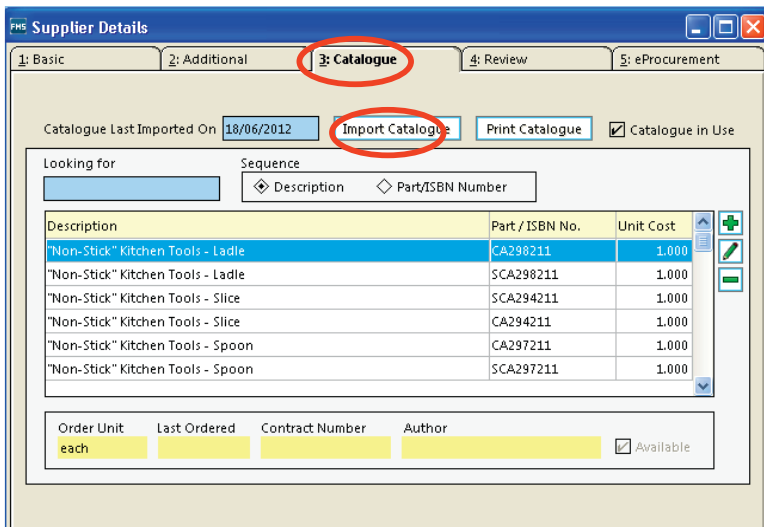 FMS Supplier Details
1: Basic 2: Additional 3: Catalogue 4: Review 5: eProcurement
Catalogue Last Imported On 18/06/2012 Import Catalogue Print Catalogue Catalogue in Use
Looking for Sequence
Description Part/ISBN Number
Description Part / ISBN No. Unit Cost
"Non-Stick" Kitchen Tools - Ladle CA298211 1.000
"Non-Stick" Kitchen Tools - Ladle SCA298211 1.000
"Non-Stick" Kitchen Tools - Slice SCA294211 1.000
"Non-Stick" Kitchen Tools - Slice CA294211 1.000
"Non-Stick" Kitchen Tools - Spoon CA297211 1.000
"Non-Stick" Kitchen Tools - Spoon SCA297211 1.000
Order Unit Last Ordered Contract Number Author
each Available